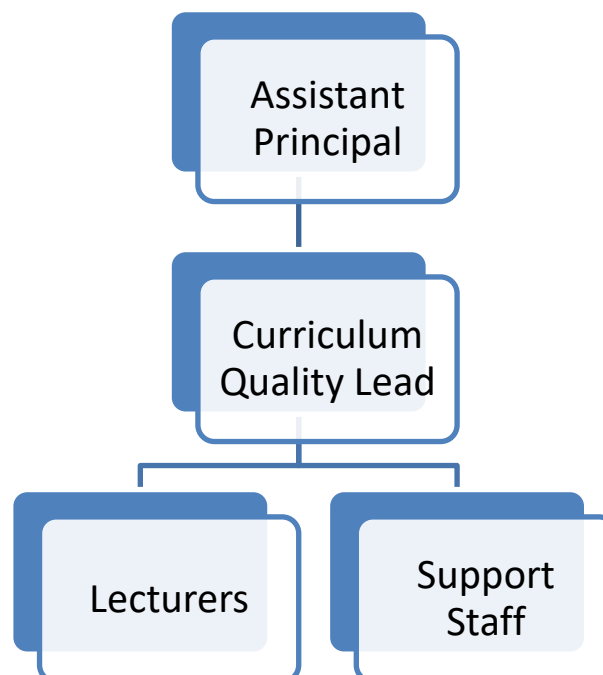 Assistant
Principal
Curriculum
Quality Lead
Lecturers
Support
Staff